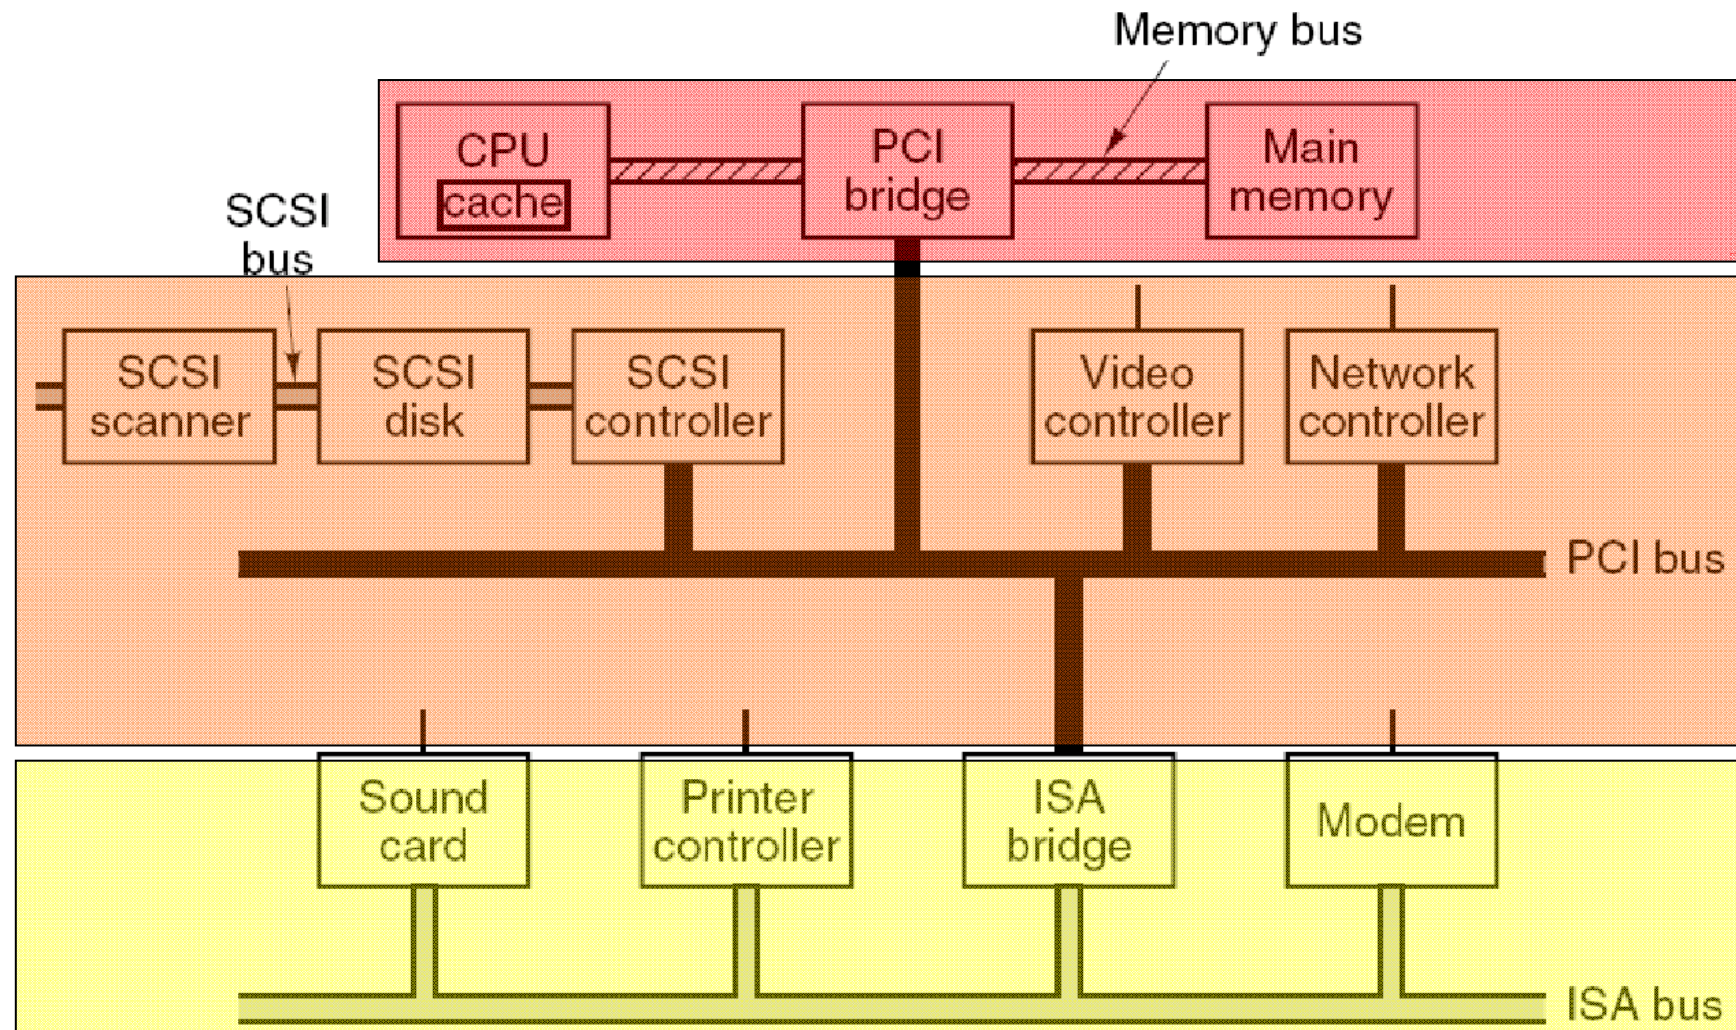 Memory bus
CPU
cache
PCI
bridge
Main
memory
SCSI
bus
SCSI
scanner
SCSI
disk
SCSI
controller
Video
controller
Network
controller
PCI bus
Sound
card
Printer
controller
ISA
bridge
Modem
ISA bus